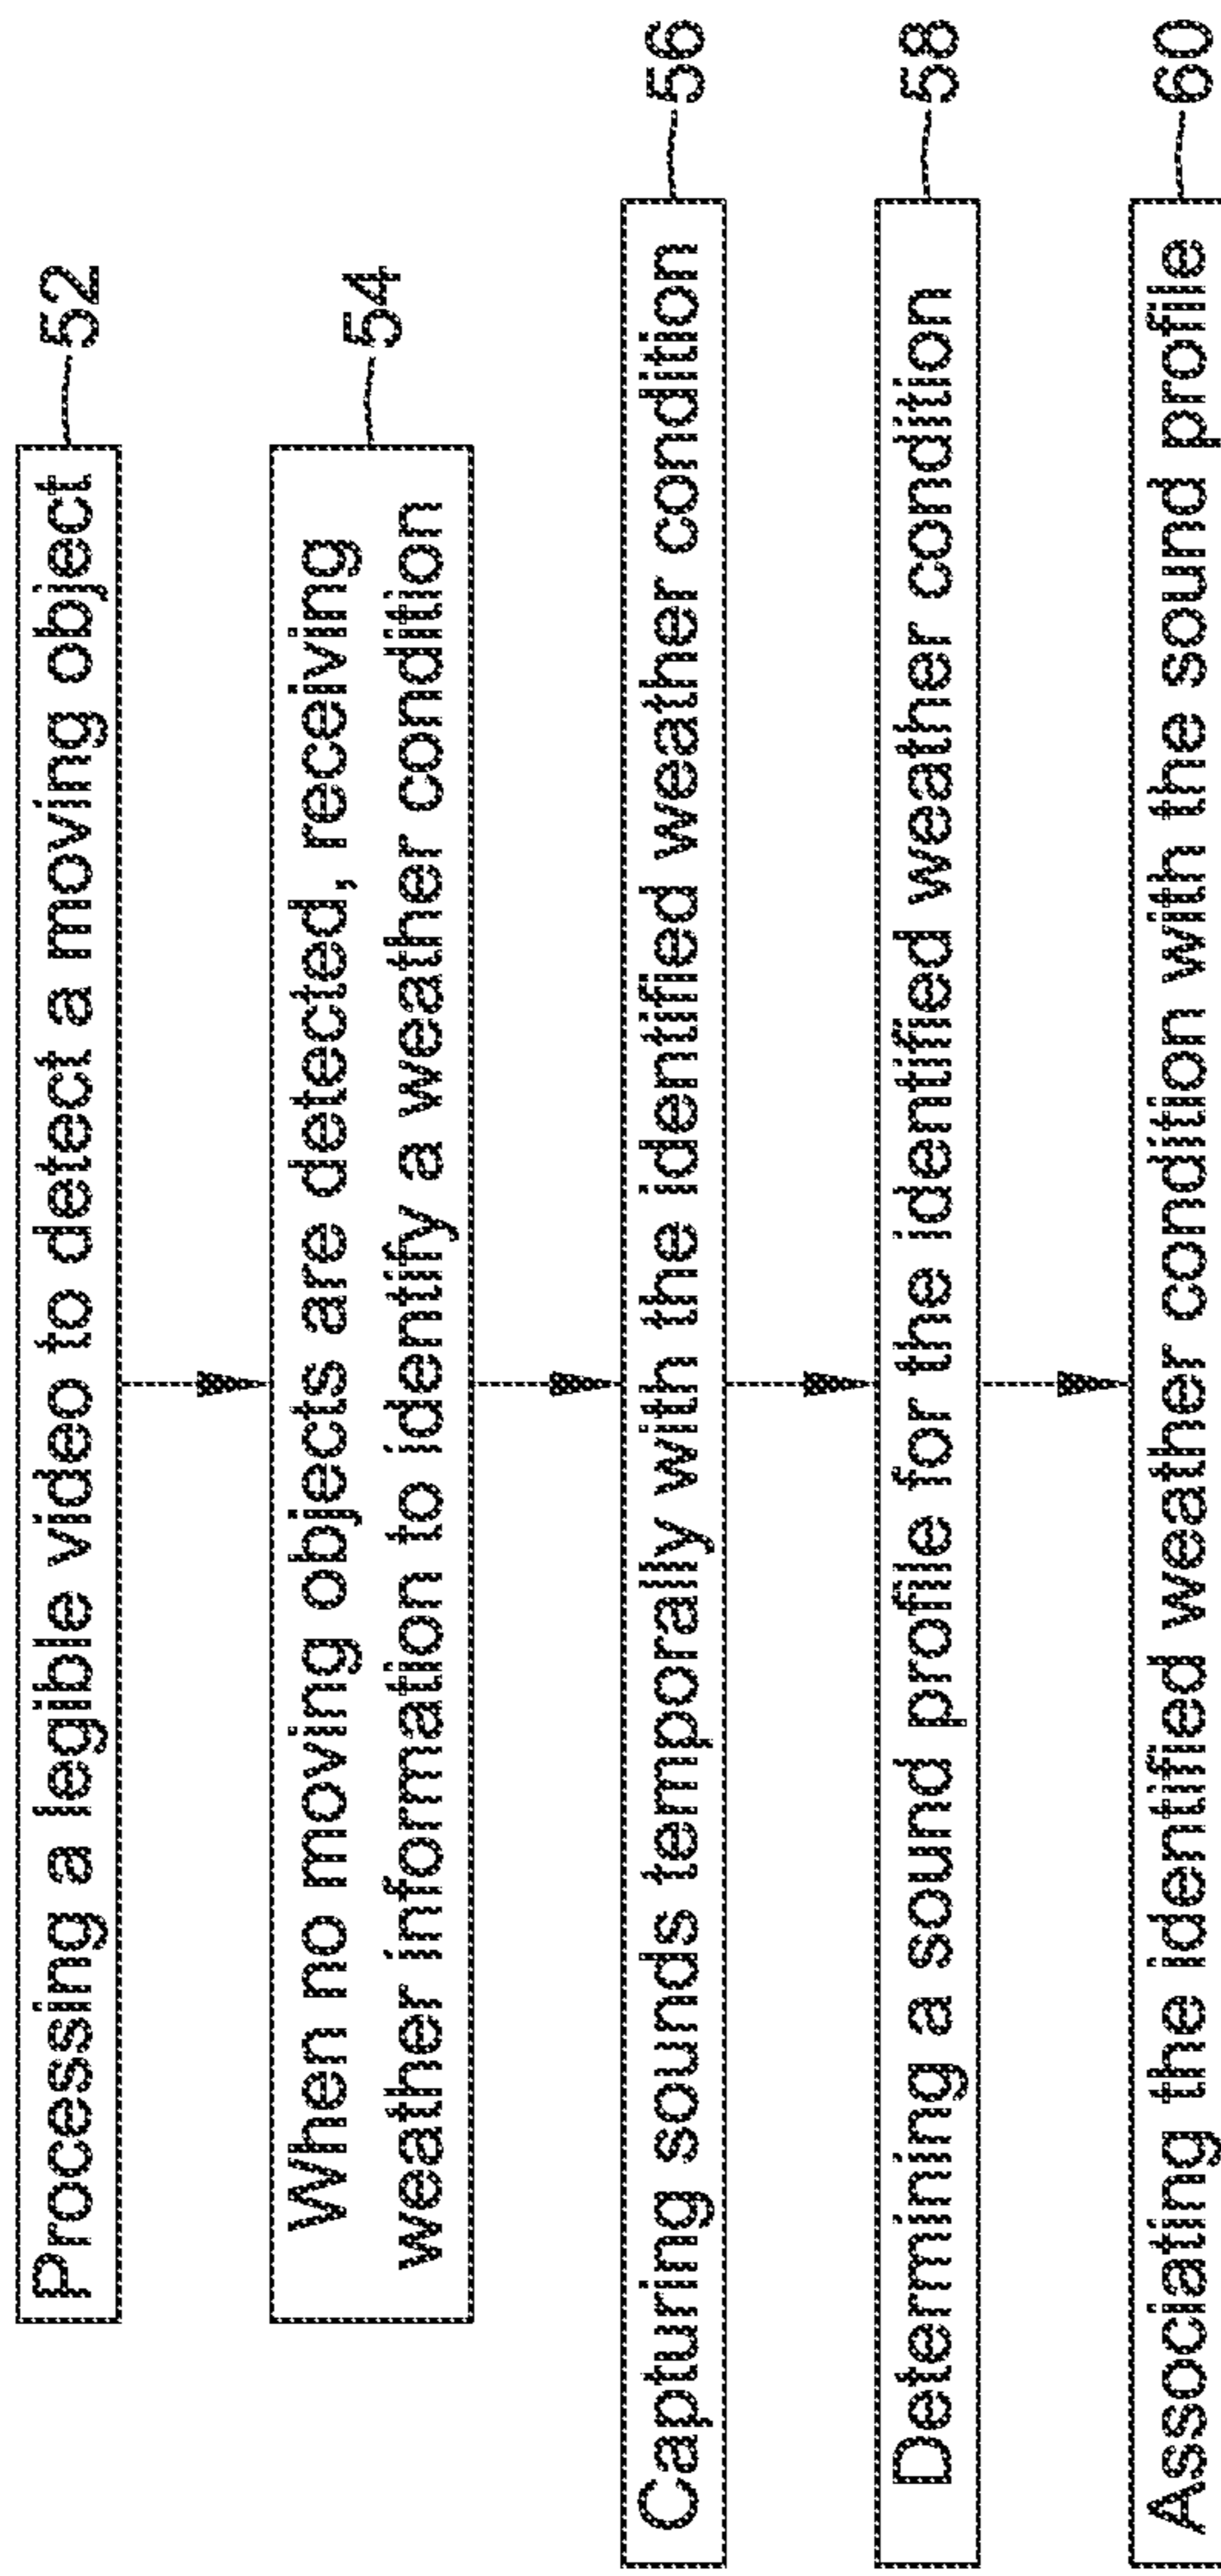 Processing a legible video to detect a moving object
52
When no moving objects are detected, receiving
weather information to identify a weather condition
54
Capturing sounds temporally with the identified weather condition
56
Determining a sound profile for the identified weather condition
58
Associating the identified weather condition with the sound profile
60